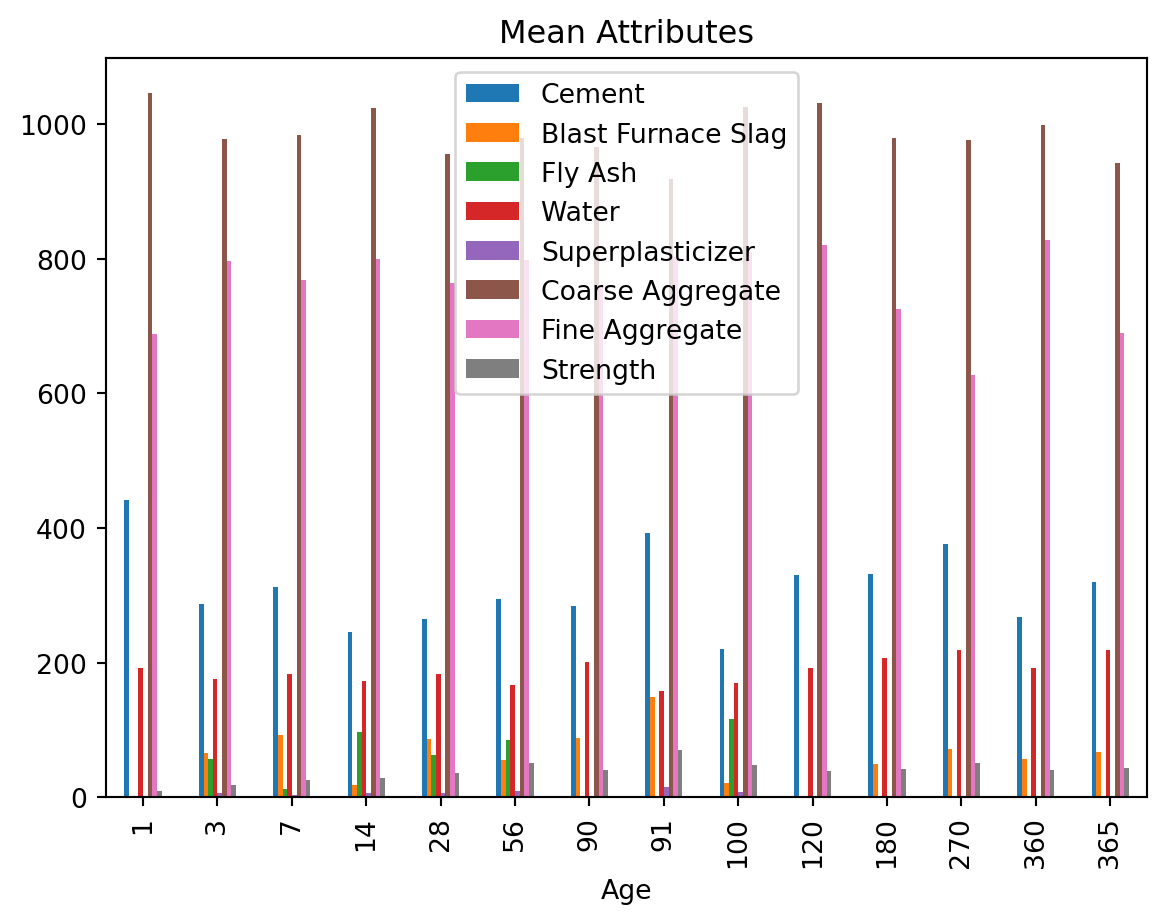 Mean Attributes
Cement
Blast Furnace Slag
Fly Ash
Water
Superplasticizer
Coarse Aggregate
Fine Aggregate
Strength
1000
800
600
400
200
0
1 3 7 14 28 56 90 91 100 120 180 270 360 365
Age